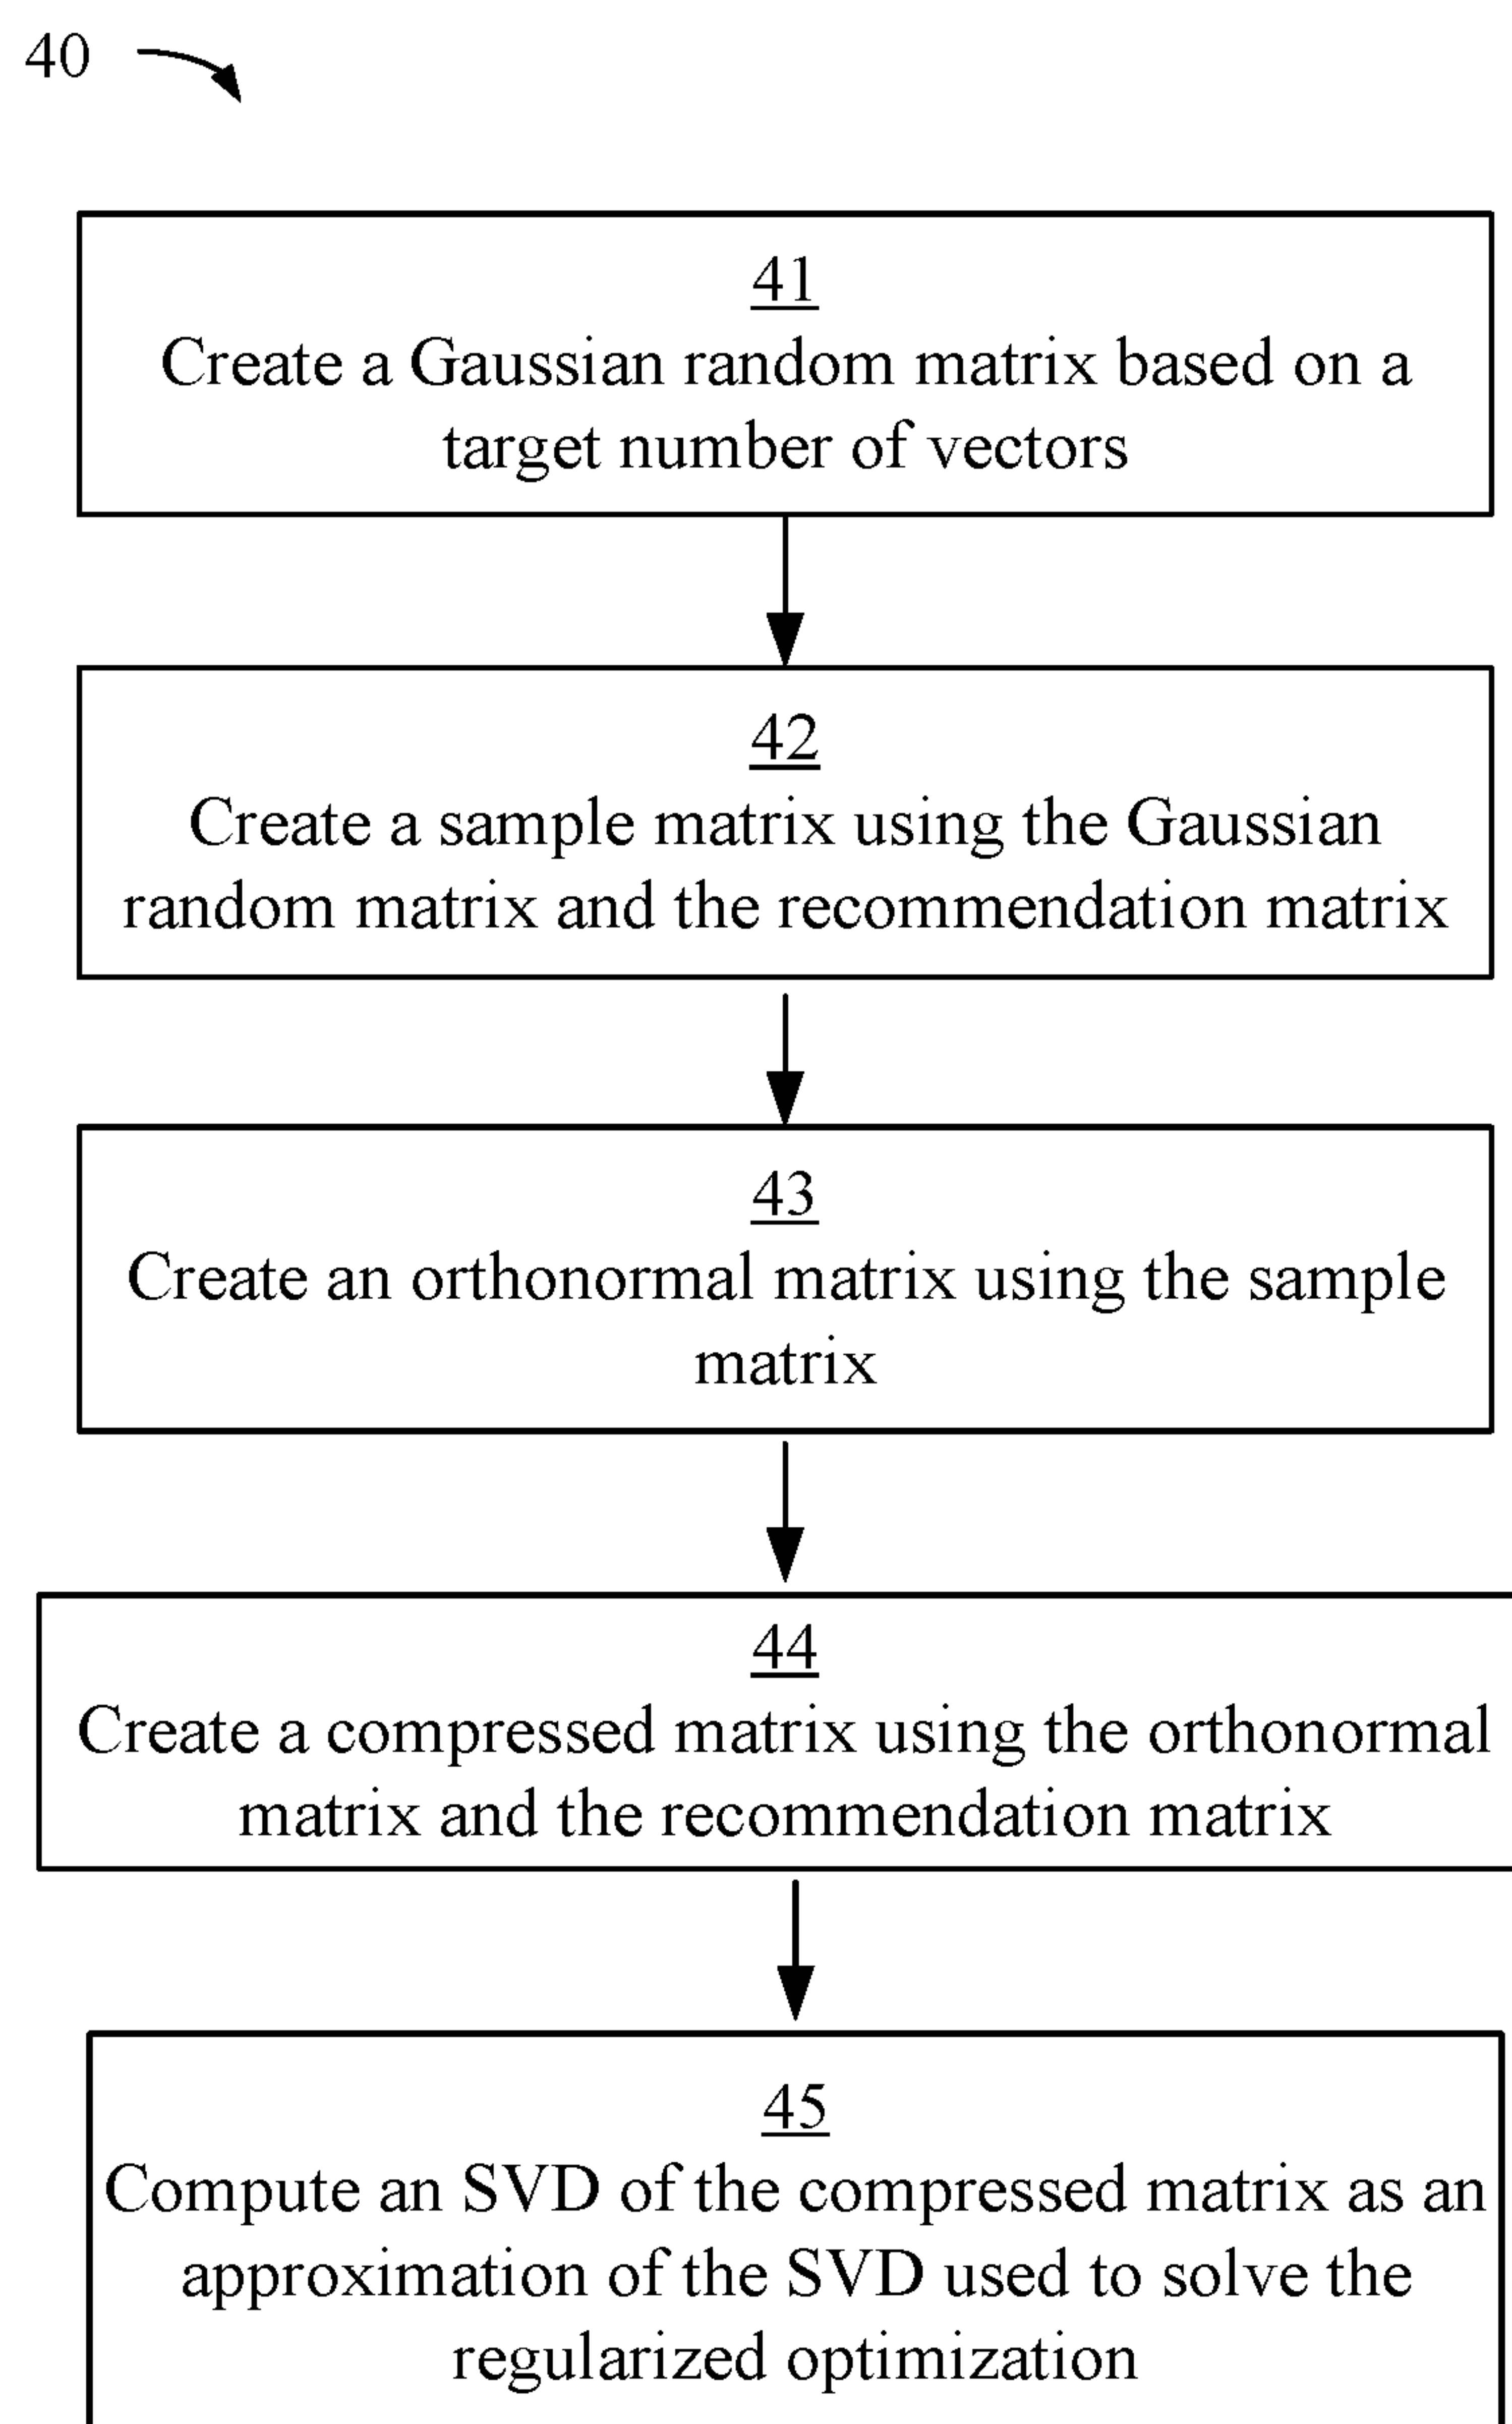 40
41
Create a Gaussian random matrix based on a
target number of vectors
42
Create a sample matrix using the Gaussian
random matrix and the recommendation matrix
43
Create an orthonormal matrix using the sample
matrix
44
Create a compressed matrix using the orthonormal
matrix and the recommendation matrix
45
Compute an SVD of the compressed matrix as an
approximation of the SVD used to solve the
regularized optimization